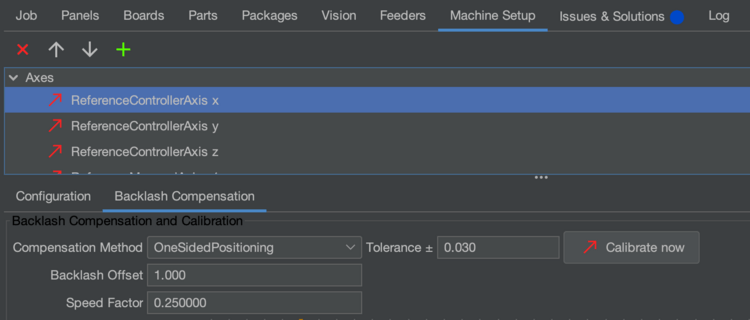 Job Panels Boards Parts Packages Vision Feeders Machine Setup Issues & Solutions Log
Axes
ReferenceControllerAxis x
ReferenceControllerAxis y
ReferenceControllerAxis z
Configuration Backlash Compensation
Backlash Compensation and Calibration
Compensation Method OneSidedPositioning Tolerance ± 0.030 Calibrate now
Backlash Offset 1.000
Speed Factor 0.250000